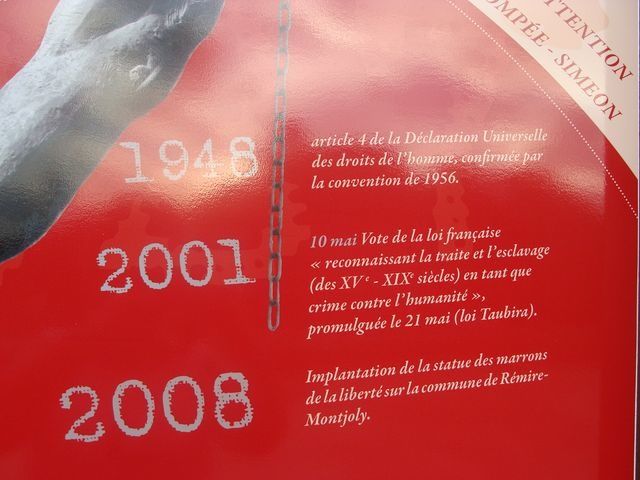 TTENTION
OMPÉE - SIMEON
1948
article 4 de la Déclaration Universelle
des droits de l'homme, confirmée par
la convention de 1956.
2001
10 mai Vote de la loi française
« reconnaissant la traite et l'esclavage
(des XVe - XIXe siècles) en tant que
crime contre l'humanité »,
promulguée le 21 mai (loi Taubira).
2008
Implantation de la statue des marrons
de la liberté sur la commune de Rémire-
Montjoly.